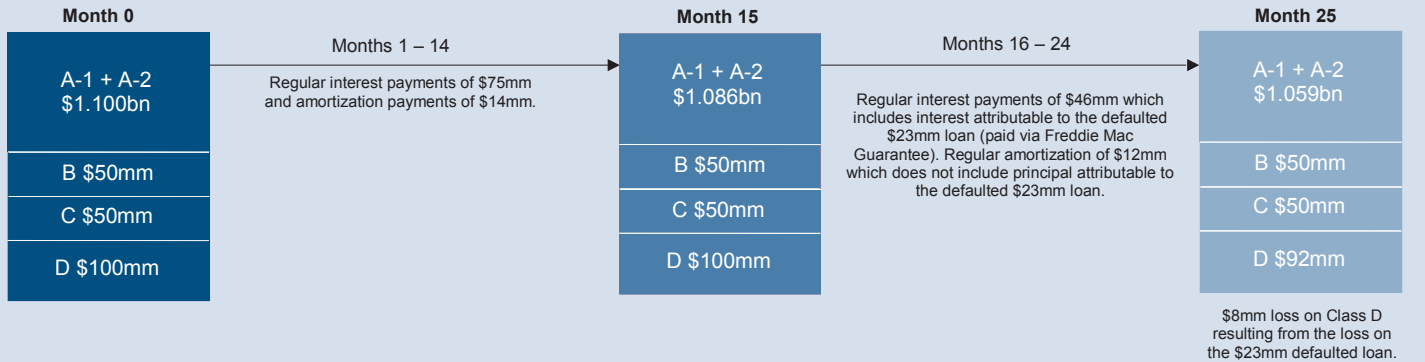 Month 0
A-1 + A-2
$1.100bn
B $50mm
C $50mm
D $100mm
Months 1 – 14
Regular interest payments of $75mm
and amortization payments of $14mm.
Month 15
A-1 + A-2
$1.086bn
B $50mm
C $50mm
D $100mm
Months 16 – 24
Regular interest payments of $46mm which
includes interest attributable to the defaulted
$23mm loan (paid via Freddie Mac
Guarantee). Regular amortization of $12mm
which does not include principal attributable to
the defaulted $23mm loan.
Month 25
A-1 + A-2
$1.059bn
B $50mm
C $50mm
D $92mm
$8mm loss on Class D
resulting from the loss on
the $23mm defaulted loan.